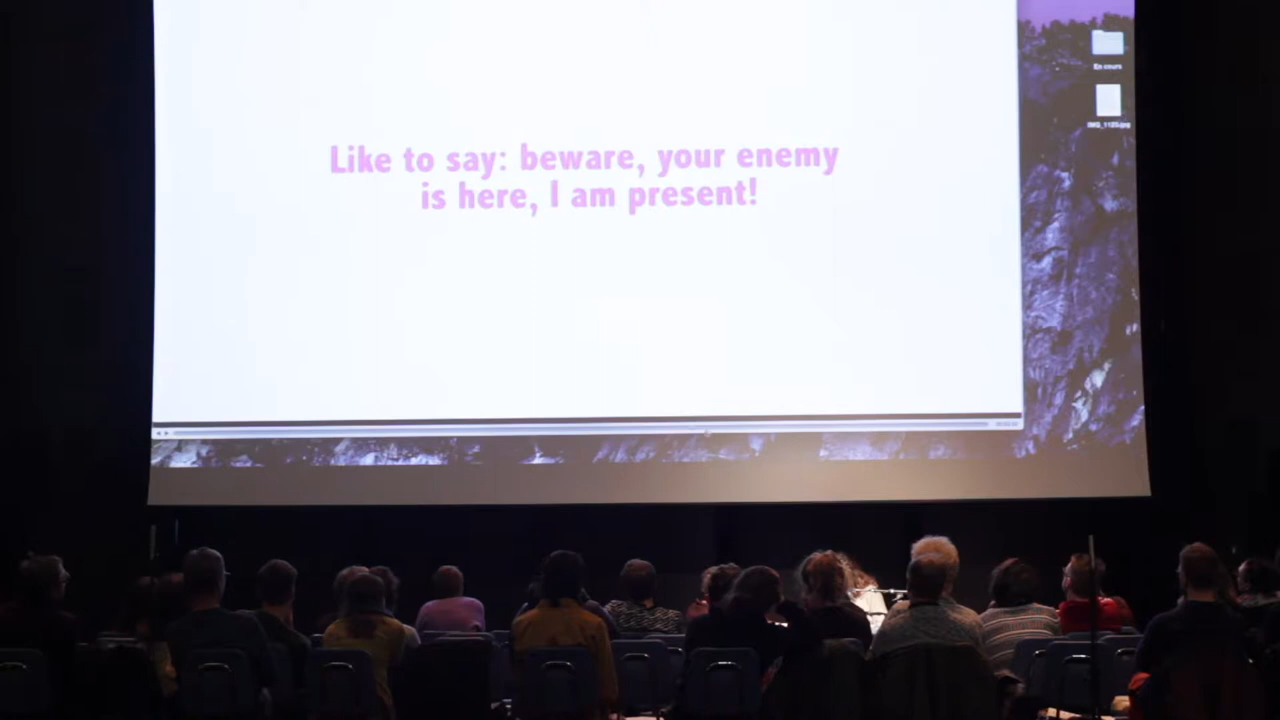 Like to say: beware, your enemy
is here, I am present!
En cours